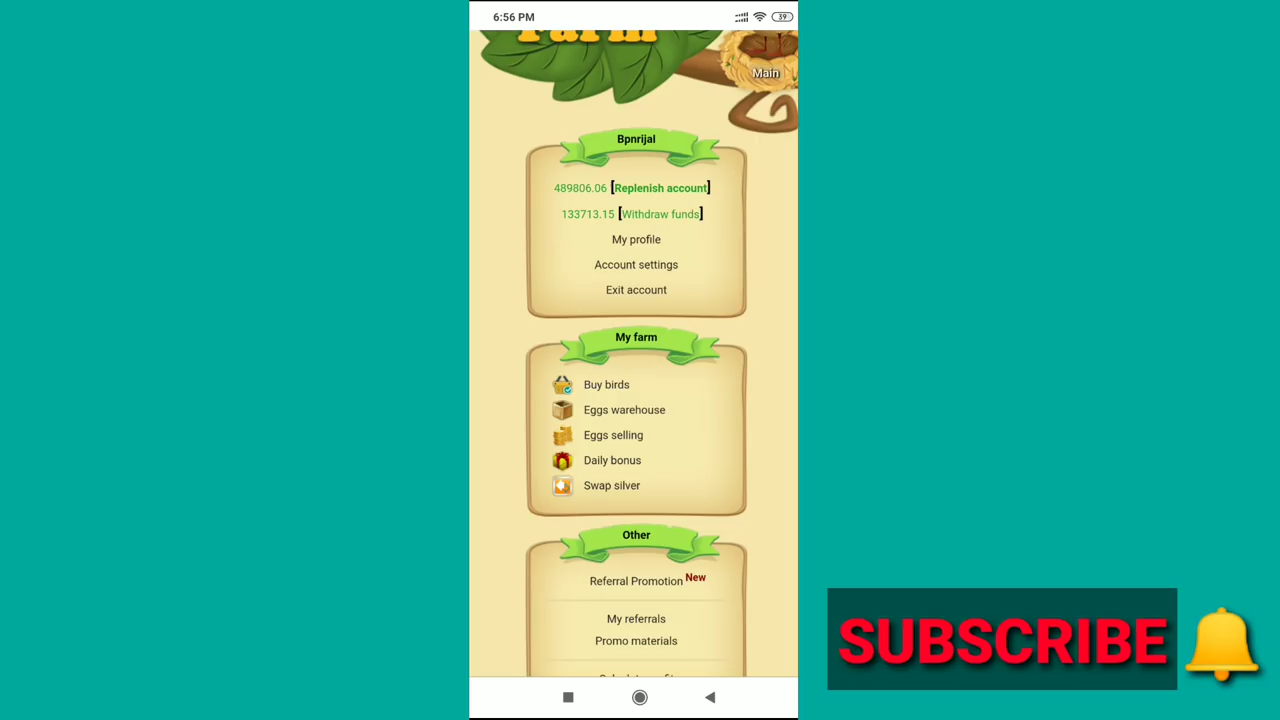 6:56 PM
39
Farm
Main
Bpnrijal
489806.06 [Replenish account]
133713.15 [Withdraw funds]
My profile
Account settings
Exit account
My farm
Buy birds
Eggs warehouse
Eggs selling
Daily bonus
Swap silver
Other
Referral Promotion New
My referrals
Promo materials
SUBSCRIBE